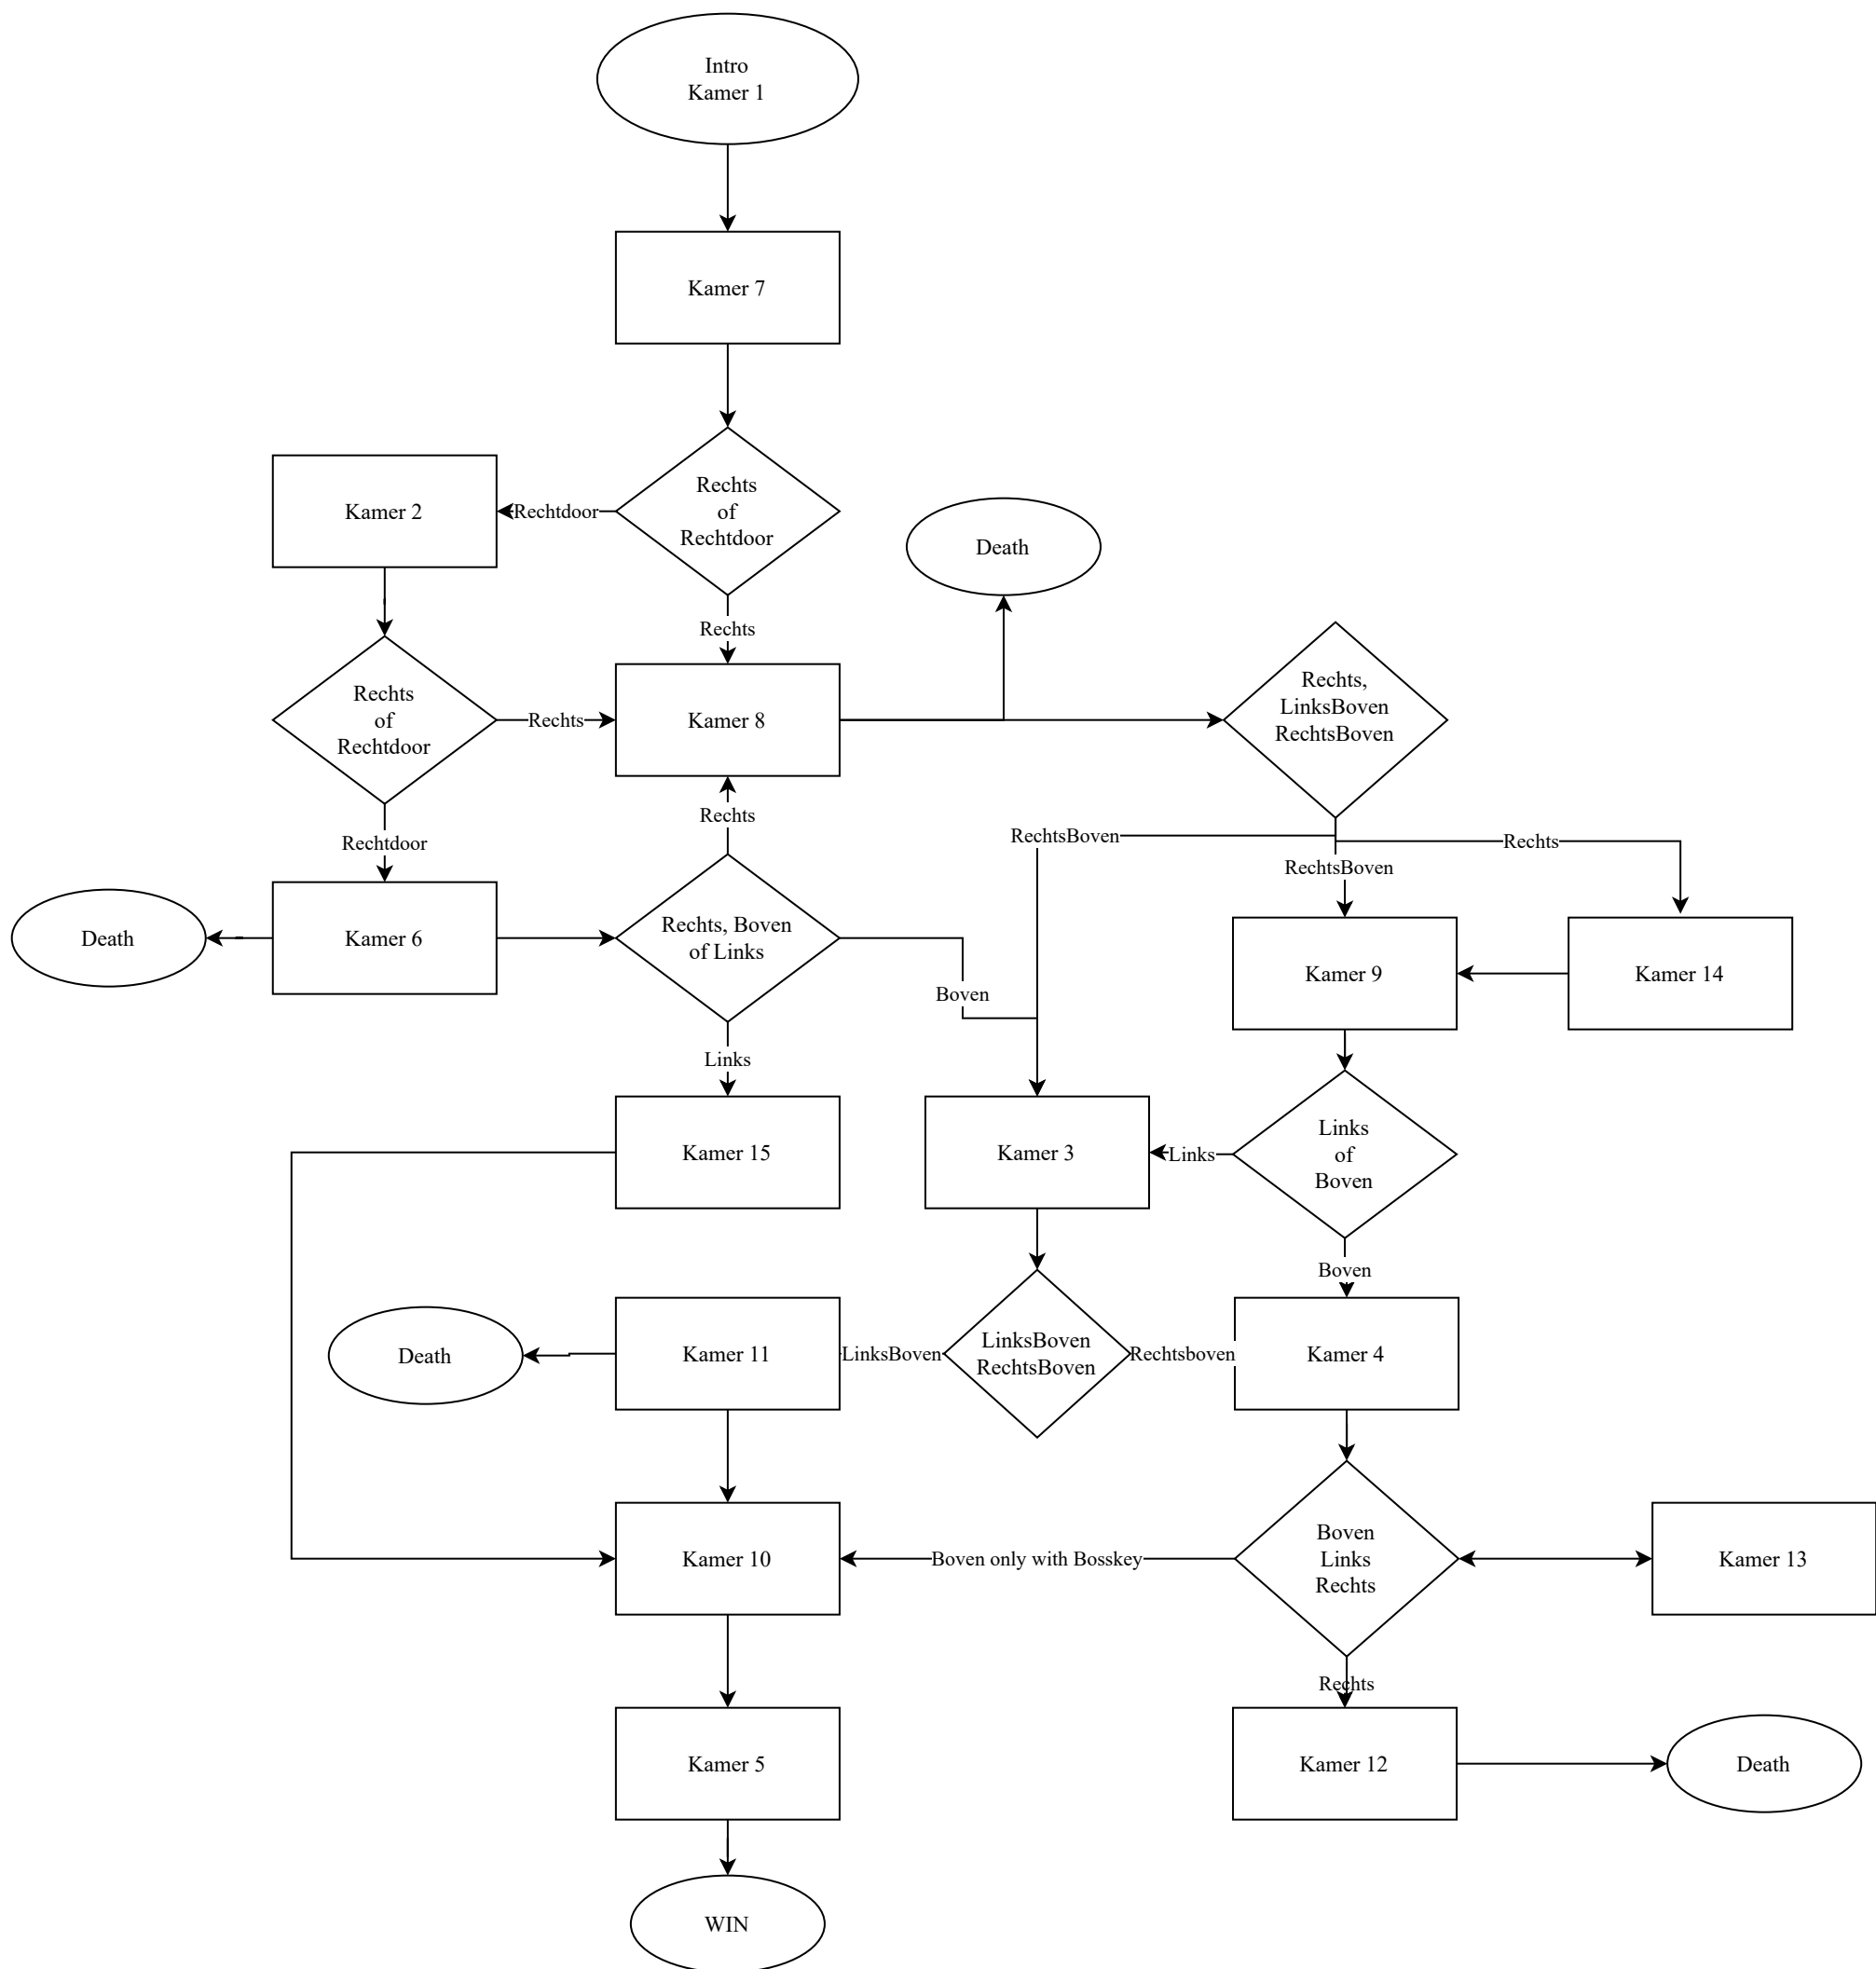 Intro
Kamer 1
Kamer 7
Rechts
of
Rechtdoor
Rechtdoor
Kamer 2
Death
Rechts
Rechts
of
Rechtdoor
Rechts
Kamer 8
Rechts,
LinksBoven
RechtsBoven
Rechtdoor
Rechts
RechtsBoven
Rechts
RechtsBoven
Death
Kamer 6
Rechts, Boven
of Links
Boven
Kamer 9
Kamer 14
Links
Kamer 15
Kamer 3
Links
Links
of
Boven
Boven
Death
Kamer 11
LinksBoven
LinksBoven
RechtsBoven
Rechtsboven
Kamer 4
Kamer 10
Boven only with Bosskey
Boven
Links
Rechts
Kamer 13
Rechts
Kamer 5
Kamer 12
Death
WIN